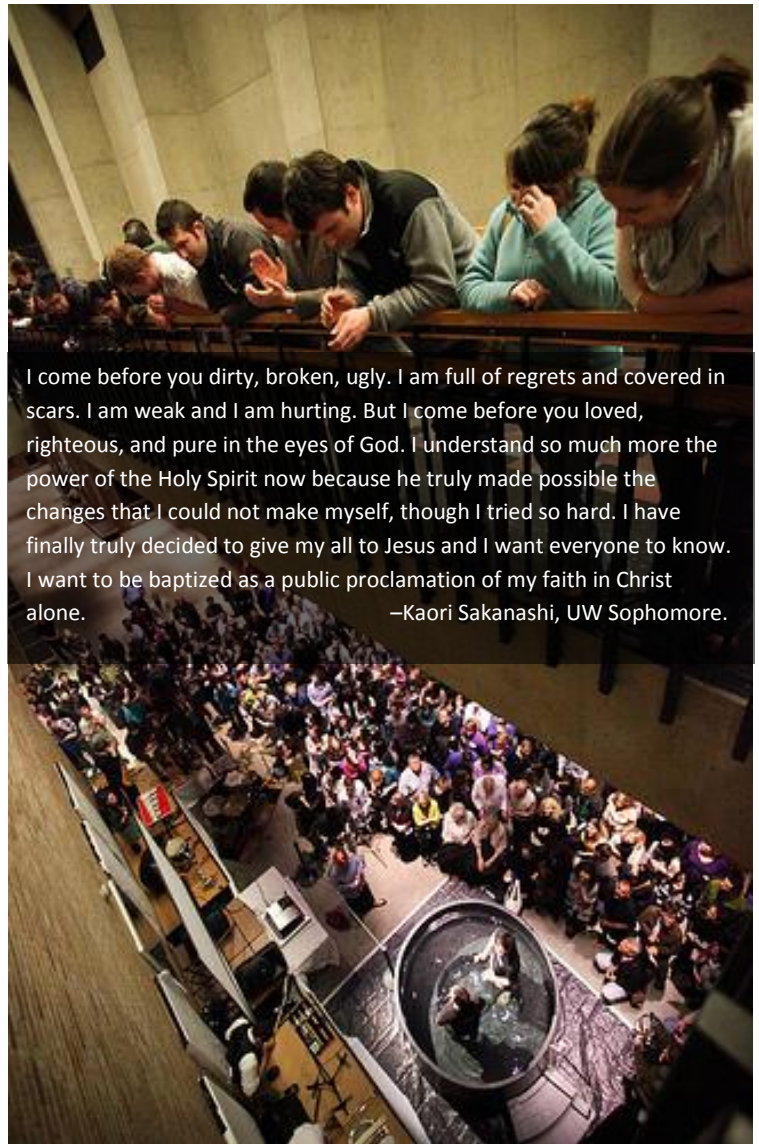 I come before you dirty, broken, ugly. I am full of regrets and covered in
scars. I am weak and I am hurting. But I come before you loved,
righteous, and pure in the eyes of God. I understand so much more the
power of the Holy Spirit now because he truly made possible the
changes that I could not make myself, though I tried so hard. I have
finally truly decided to give my all to Jesus and I want everyone to know.
I want to be baptized as a public proclamation of my faith in Christ
alone. –Kaori Sakanashi, UW Sophomore.